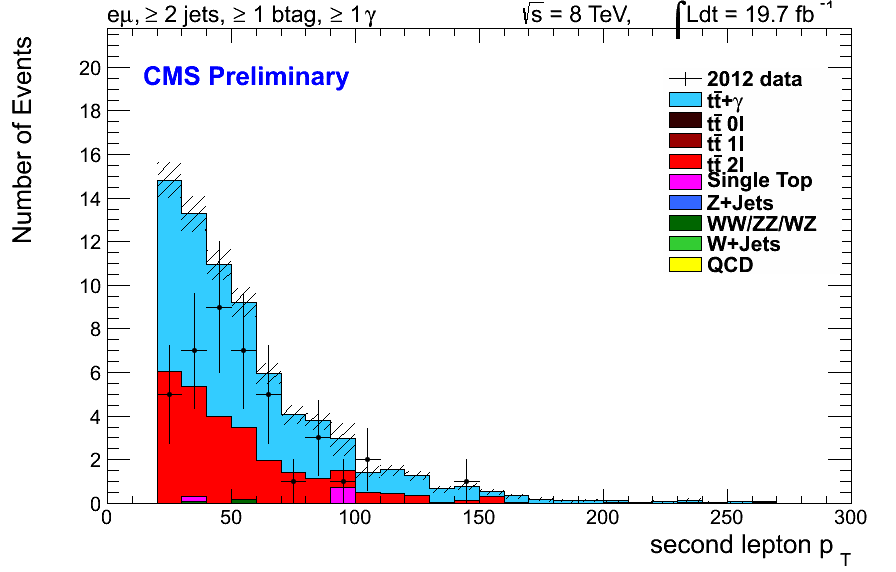 eμ, ≥ 2 jets, ≥ 1 btag, ≥ 1 γ
√s = 8 TeV, ∫Ldt = 19.7 fb⁻¹
Number of Events
CMS Preliminary
2012 data
tt̄+γ
tt̄ 0l
tt̄ 1l
tt̄ 2l
Single Top
Z+Jets
WW/ZZ/WZ
W+Jets
QCD
20
18
16
14
12
10
8
6
4
2
0
0 50 100 150 200 250 300
second lepton p_T